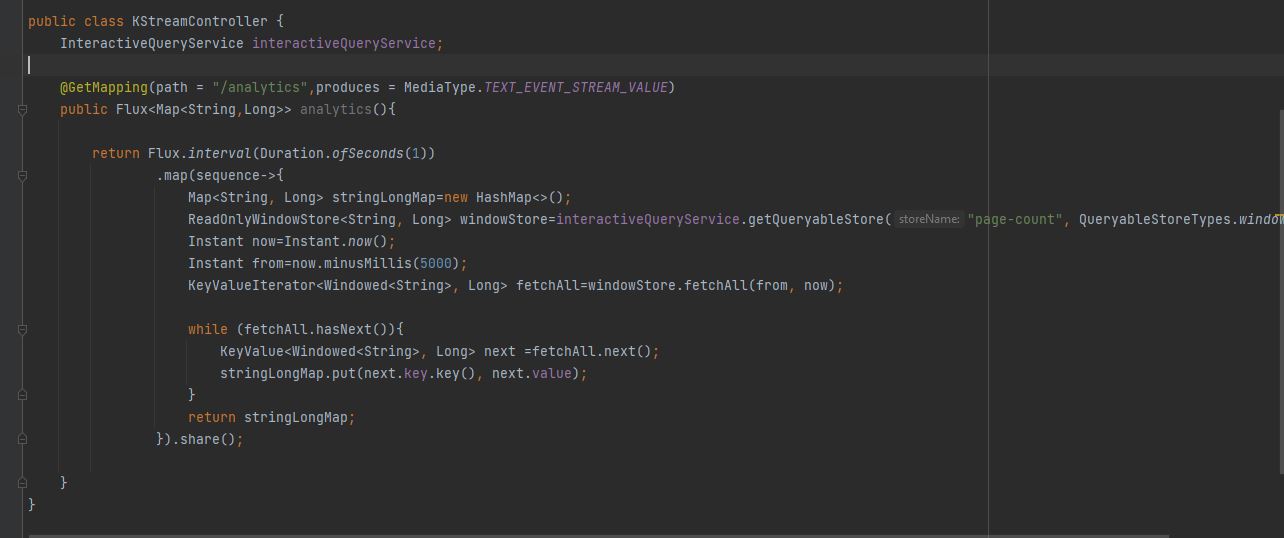 public class KStreamController {
InteractiveQueryService interactiveQueryService;
@GetMapping(path = "/analytics",produces = MediaType.TEXT_EVENT_STREAM_VALUE)
public Flux<Map<String,Long>> analytics(){
return Flux.interval(Duration.ofSeconds(1))
.map(sequence->{
Map<String, Long> stringLongMap=new HashMap<>();
ReadOnlyWindowStore<String, Long> windowStore=interactiveQueryService.getQueryableStore( storeName: "page-count", QueryableStoreTypes.window
Instant now=Instant.now();
Instant from=now.minusMillis(5000);
KeyValueIterator<Windowed<String>, Long> fetchAll=windowStore.fetchAll(from, now);
while (fetchAll.hasNext()){
KeyValue<Windowed<String>, Long> next =fetchAll.next();
stringLongMap.put(next.key.key(), next.value);
}
return stringLongMap;
}).share();
}
}